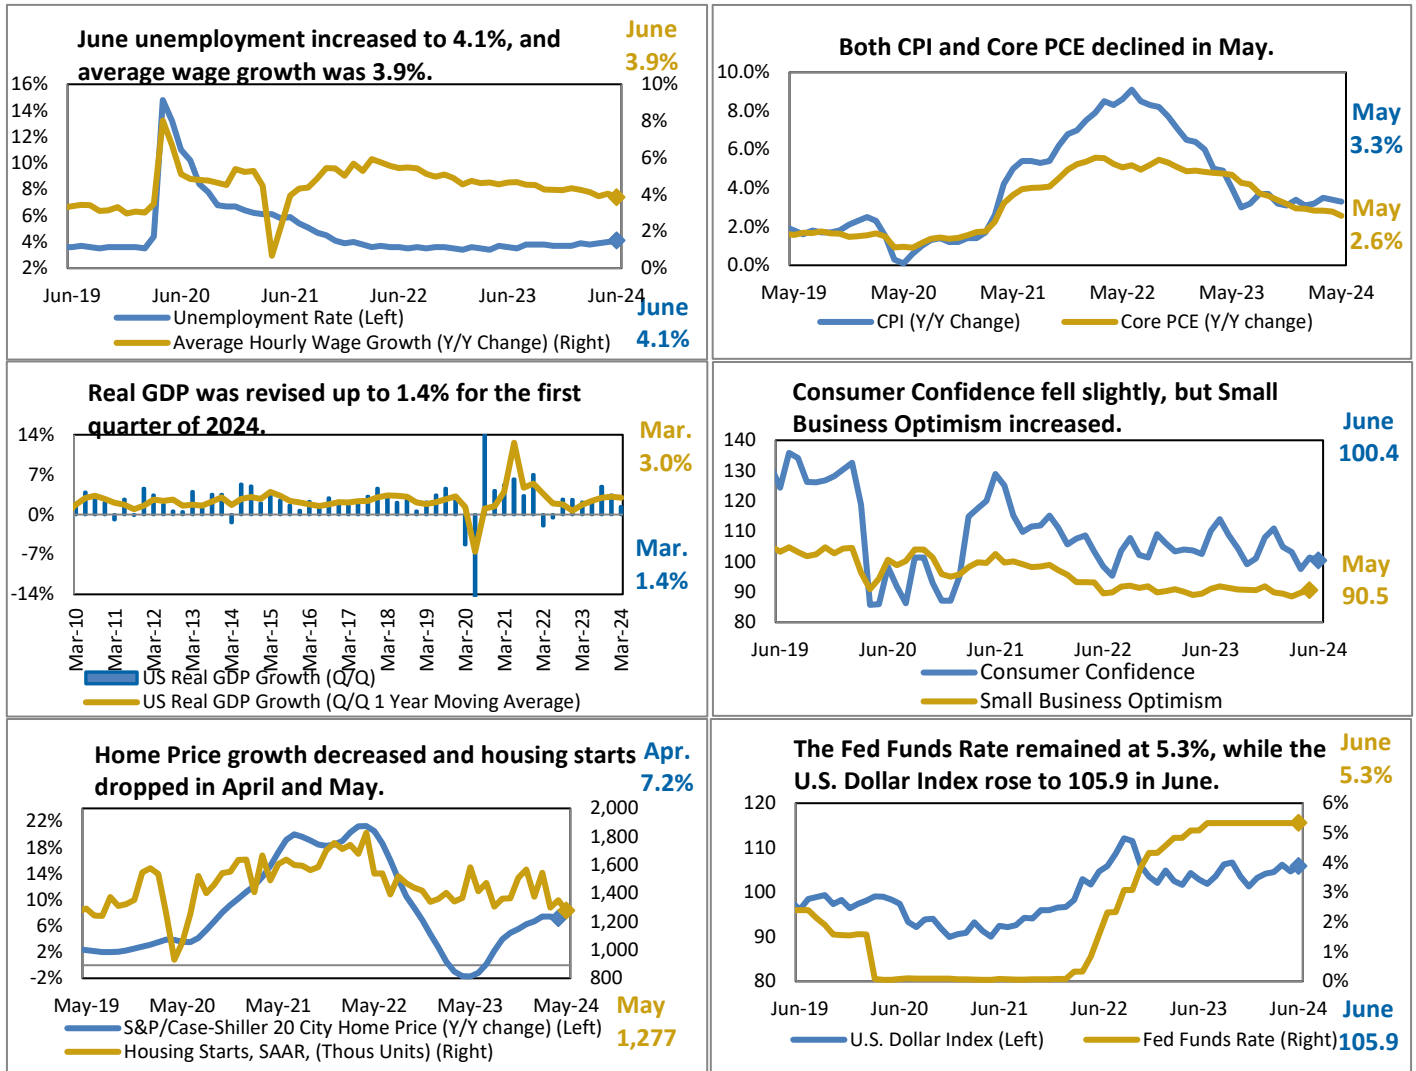 June unemployment increased to 4.1%, and
average wage growth was 3.9%.
June
3.9%
16%
14%
12%
10%
8%
6%
4%
2%
10%
8%
6%
4%
2%
0%
Jun-19
Jun-20
Jun-21
Jun-22
Jun-23
Jun-24
Unemployment Rate (Left)
Average Hourly Wage Growth (Y/Y Change) (Right)
June
4.1%
Both CPI and Core PCE declined in May.
10.0%
8.0%
6.0%
4.0%
2.0%
0.0%
May
3.3%
May
2.6%
May-19
May-20
May-21
May-22
May-23
May-24
CPI (Y/Y Change)
Core PCE (Y/Y change)
Real GDP was revised up to 1.4% for the first
quarter of 2024.
14%
7%
0%
-7%
-14%
Mar.
3.0%
Mar.
1.4%
Mar-10
Mar-11
Mar-12
Mar-13
Mar-14
Mar-15
Mar-16
Mar-17
Mar-18
Mar-19
Mar-20
Mar-21
Mar-22
Mar-23
Mar-24
US Real GDP Growth (Q/Q)
US Real GDP Growth (Q/Q 1 Year Moving Average)
Consumer Confidence fell slightly, but Small
Business Optimism increased.
140
130
120
110
100
90
80
June
100.4
May
90.5
Jun-19
Jun-20
Jun-21
Jun-22
Jun-23
Jun-24
Consumer Confidence
Small Business Optimism
Home Price growth decreased and housing starts
dropped in April and May.
Apr.
7.2%
22%
18%
14%
10%
6%
2%
-2%
2,000
1,800
1,600
1,400
1,200
1,000
800
May-19
May-20
May-21
May-22
May-23
May-24
S&P/Case-Shiller 20 City Home Price (Y/Y change) (Left)
Housing Starts, SAAR, (Thous Units) (Right)
May
1,277
The Fed Funds Rate remained at 5.3%, while the
U.S. Dollar Index rose to 105.9 in June.
June
5.3%
120
110
100
90
80
6%
5%
4%
3%
2%
1%
0%
Jun-19
Jun-20
Jun-21
Jun-22
Jun-23
Jun-24
U.S. Dollar Index (Left)
Fed Funds Rate (Right)
June
105.9